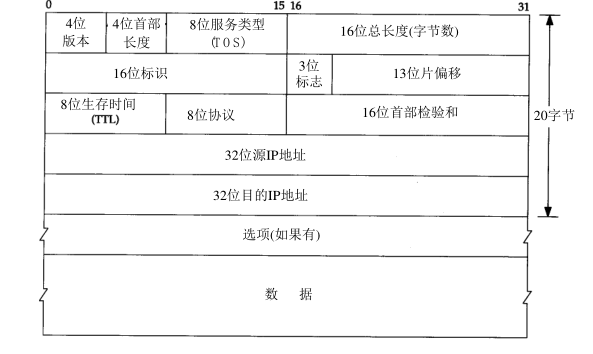 0 15 16 31
4位 4位首部 8位服务类型 16位总长度(字节数)
版本 长度 (TOS)
16位标识 3位 13位片偏移
标志
8位生存时间 8位协议 16位首部检验和 20字节
(TTL)
32位源IP地址
32位目的IP地址
选项(如果有)
数 据